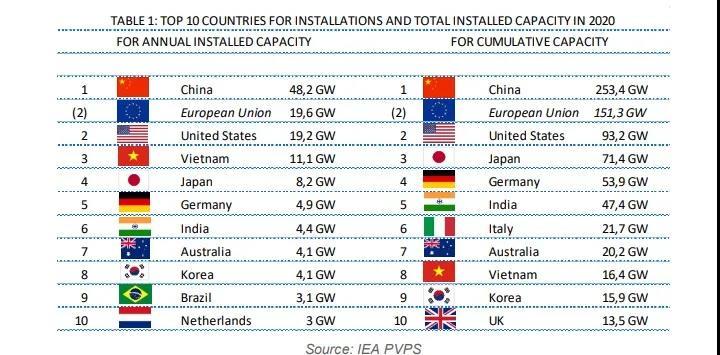 TABLE 1: TOP 10 COUNTRIES FOR INSTALLATIONS AND TOTAL INSTALLED CAPACITY IN 2020
FOR ANNUAL INSTALLED CAPACITY FOR CUMULATIVE CAPACITY
1 China 48,2 GW 1 China 253,4 GW
(2) European Union 19,6 GW (2) European Union 151,3 GW
2 United States 19,2 GW 2 United States 93,2 GW
3 Vietnam 11,1 GW 3 Japan 71,4 GW
4 Japan 8,2 GW 4 Germany 53,9 GW
5 Germany 4,9 GW 5 India 47,4 GW
6 India 4,4 GW 6 Italy 21,7 GW
7 Australia 4,1 GW 7 Australia 20,2 GW
8 Korea 4,1 GW 8 Vietnam 16,4 GW
9 Brazil 3,1 GW 9 Korea 15,9 GW
10 Netherlands 3 GW 10 UK 13,5 GW
Source: IEA PVPS